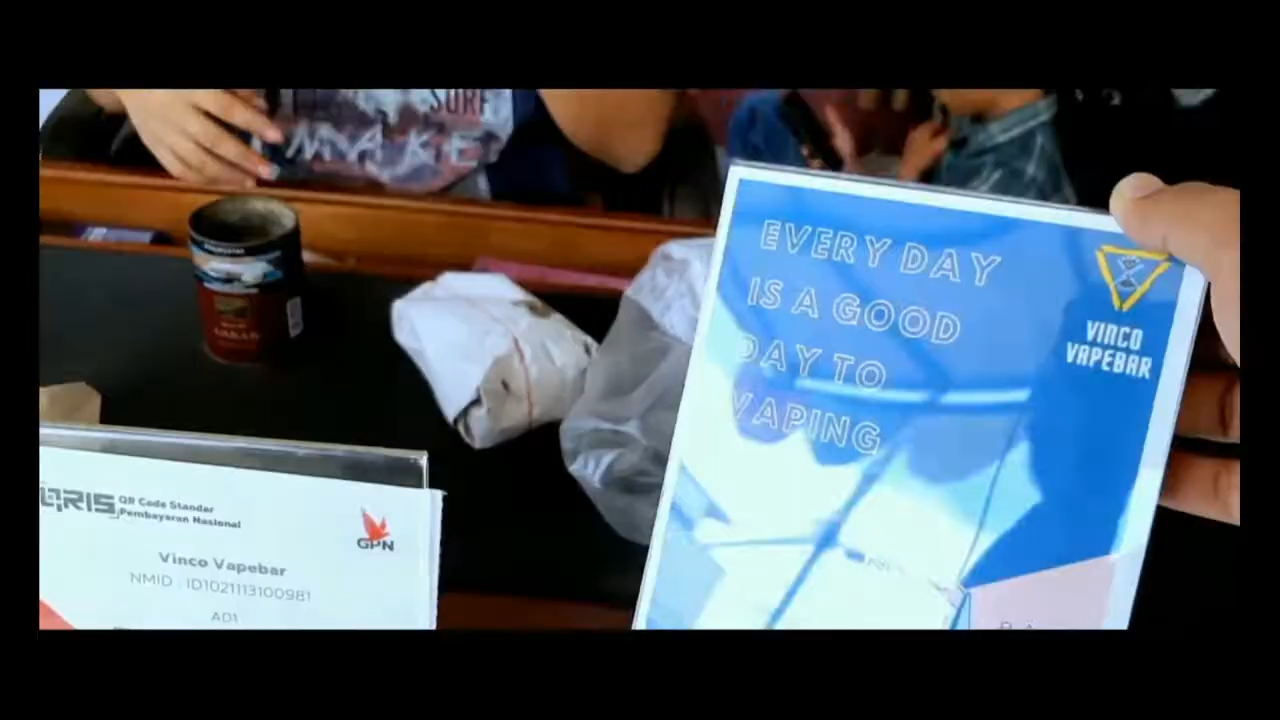 SURF
MAKE
EVERY DAY
IS A GOOD
DAY TO
VAPING
VINCO
VAPEBAR
QRIS
QR Code Standar
Pembayaran Nasional
GPN
Vinco Vapebar
NMID : ID1021113100981
AD1